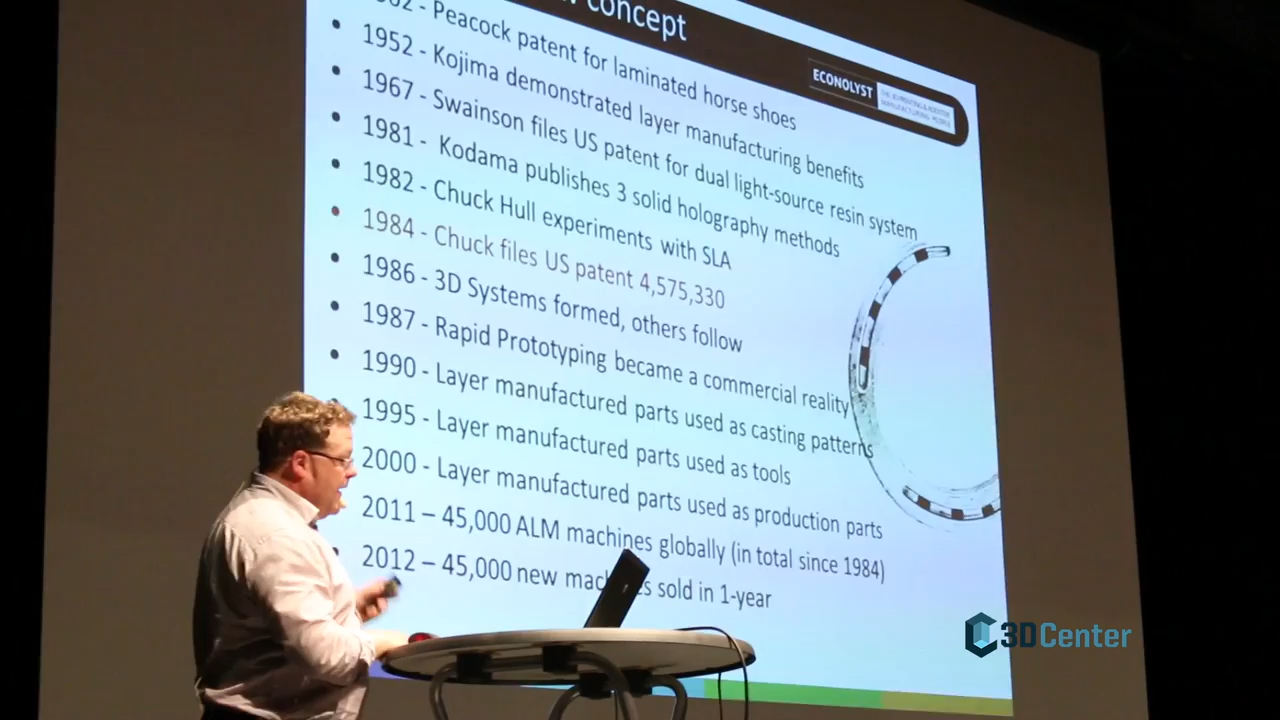 concept
ECONOLYST
Peacock patent for laminated horse shoes
1952 - Kojima demonstrated layer manufacturing benefits
1967 - Swainson files US patent for dual light-source resin system
1981 - Kodama publishes 3 solid holography methods
1982 - Chuck Hull experiments with SLA
1984 - Chuck files US patent 4,575,330
1986 - 3D Systems formed, others follow
1987 - Rapid Prototyping became a commercial reality
1990 - Layer manufactured parts used as casting patterns
1995 - Layer manufactured parts used as tools
2000 - Layer manufactured parts used as production parts
2011 – 45,000 ALM machines globally (in total since 1984)
2012 – 45,000 new sold in 1-year
3DCenter